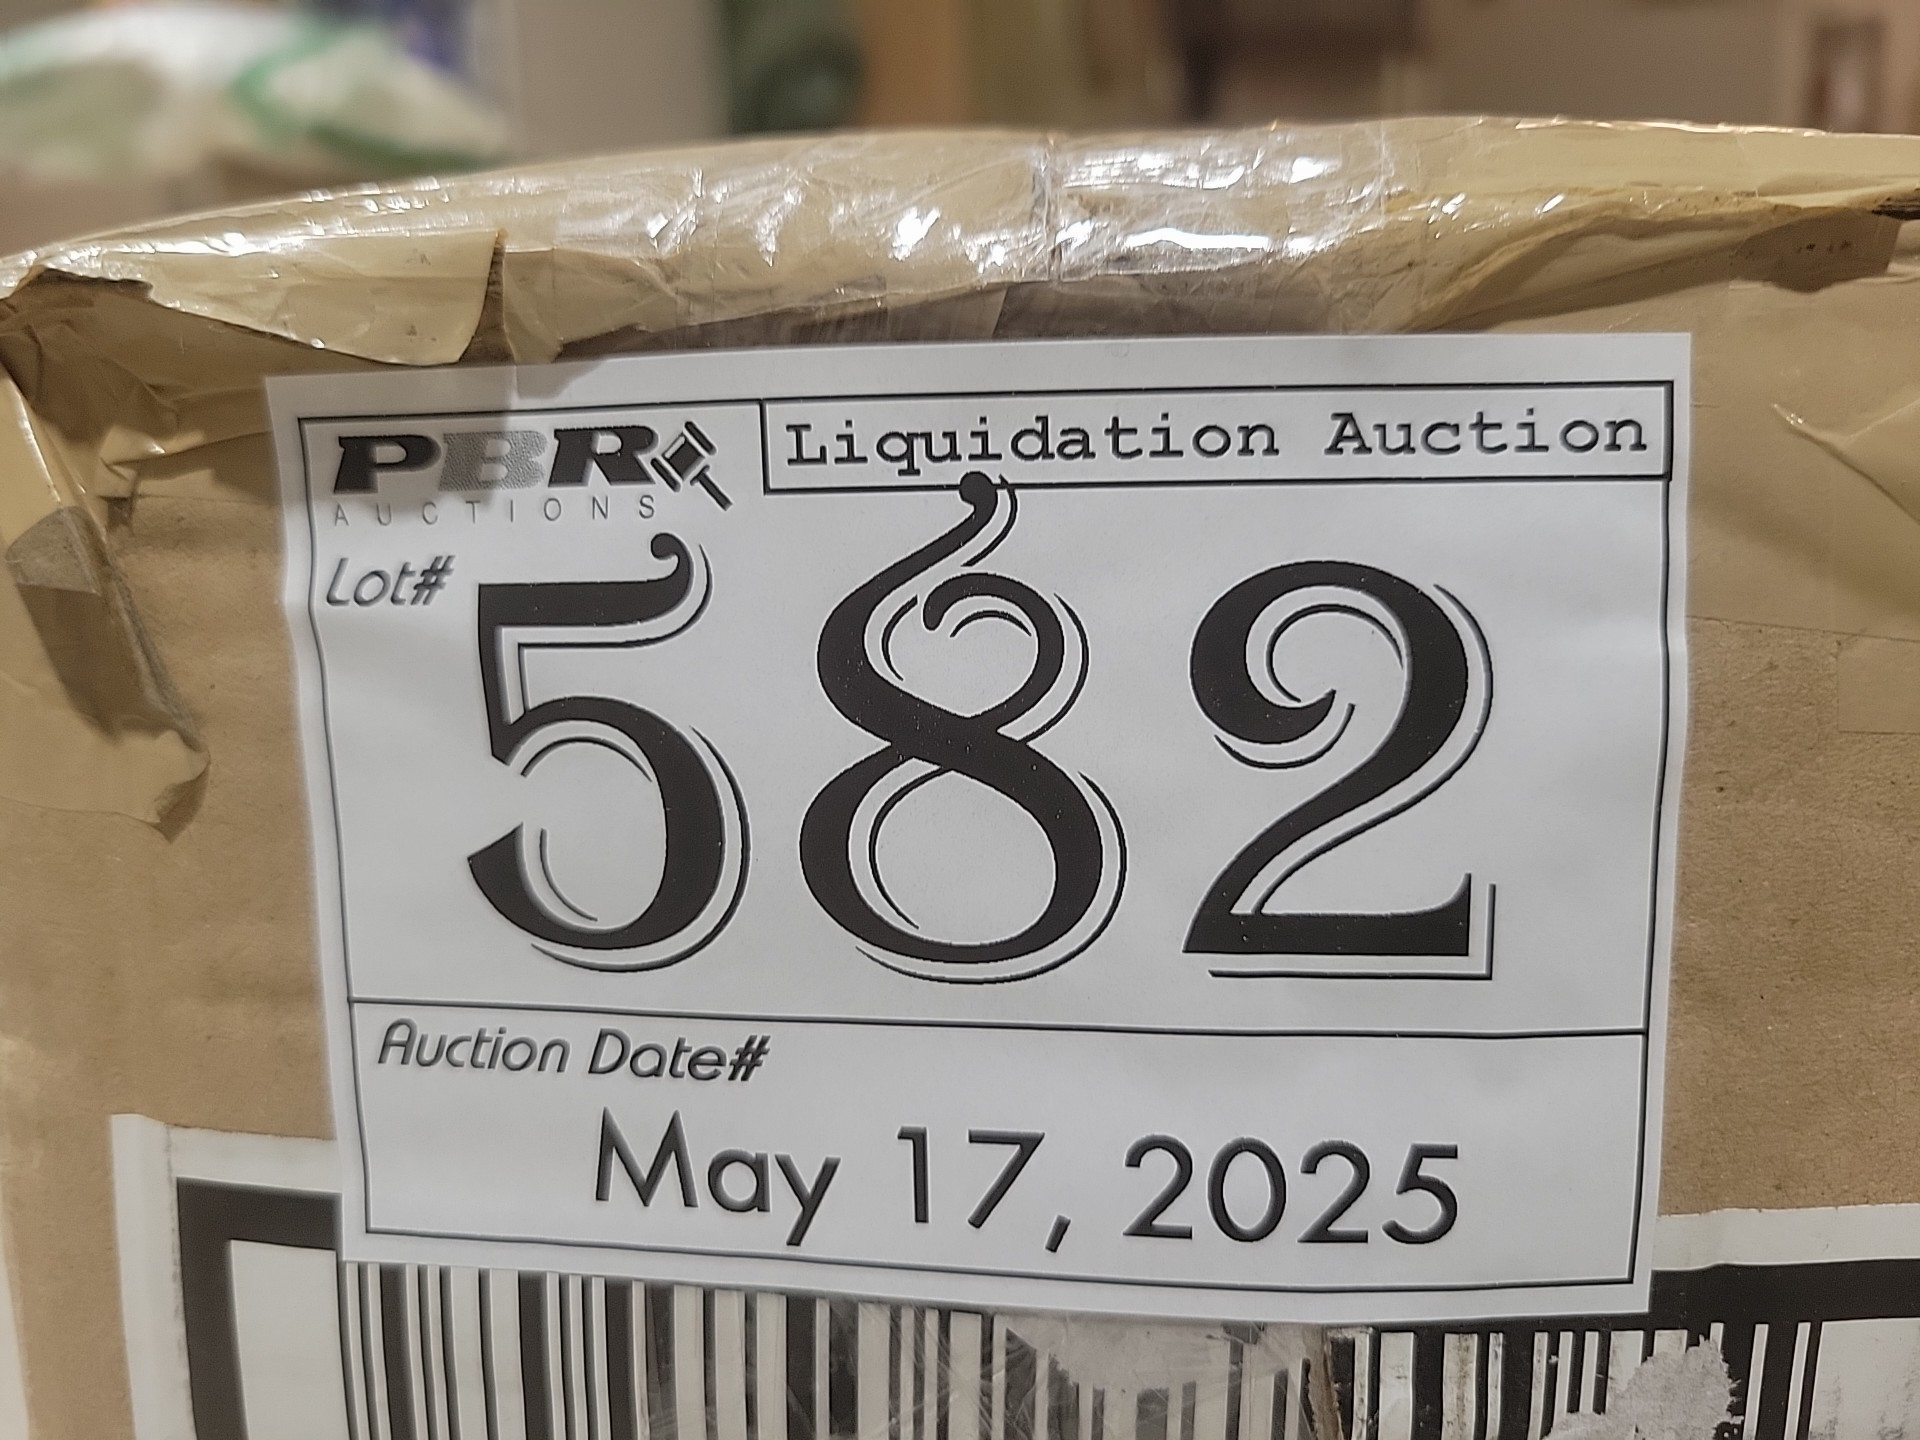 PBR
AUCTIONS
Liquidation Auction
Lot#
582
Auction Date#
May 17, 2025